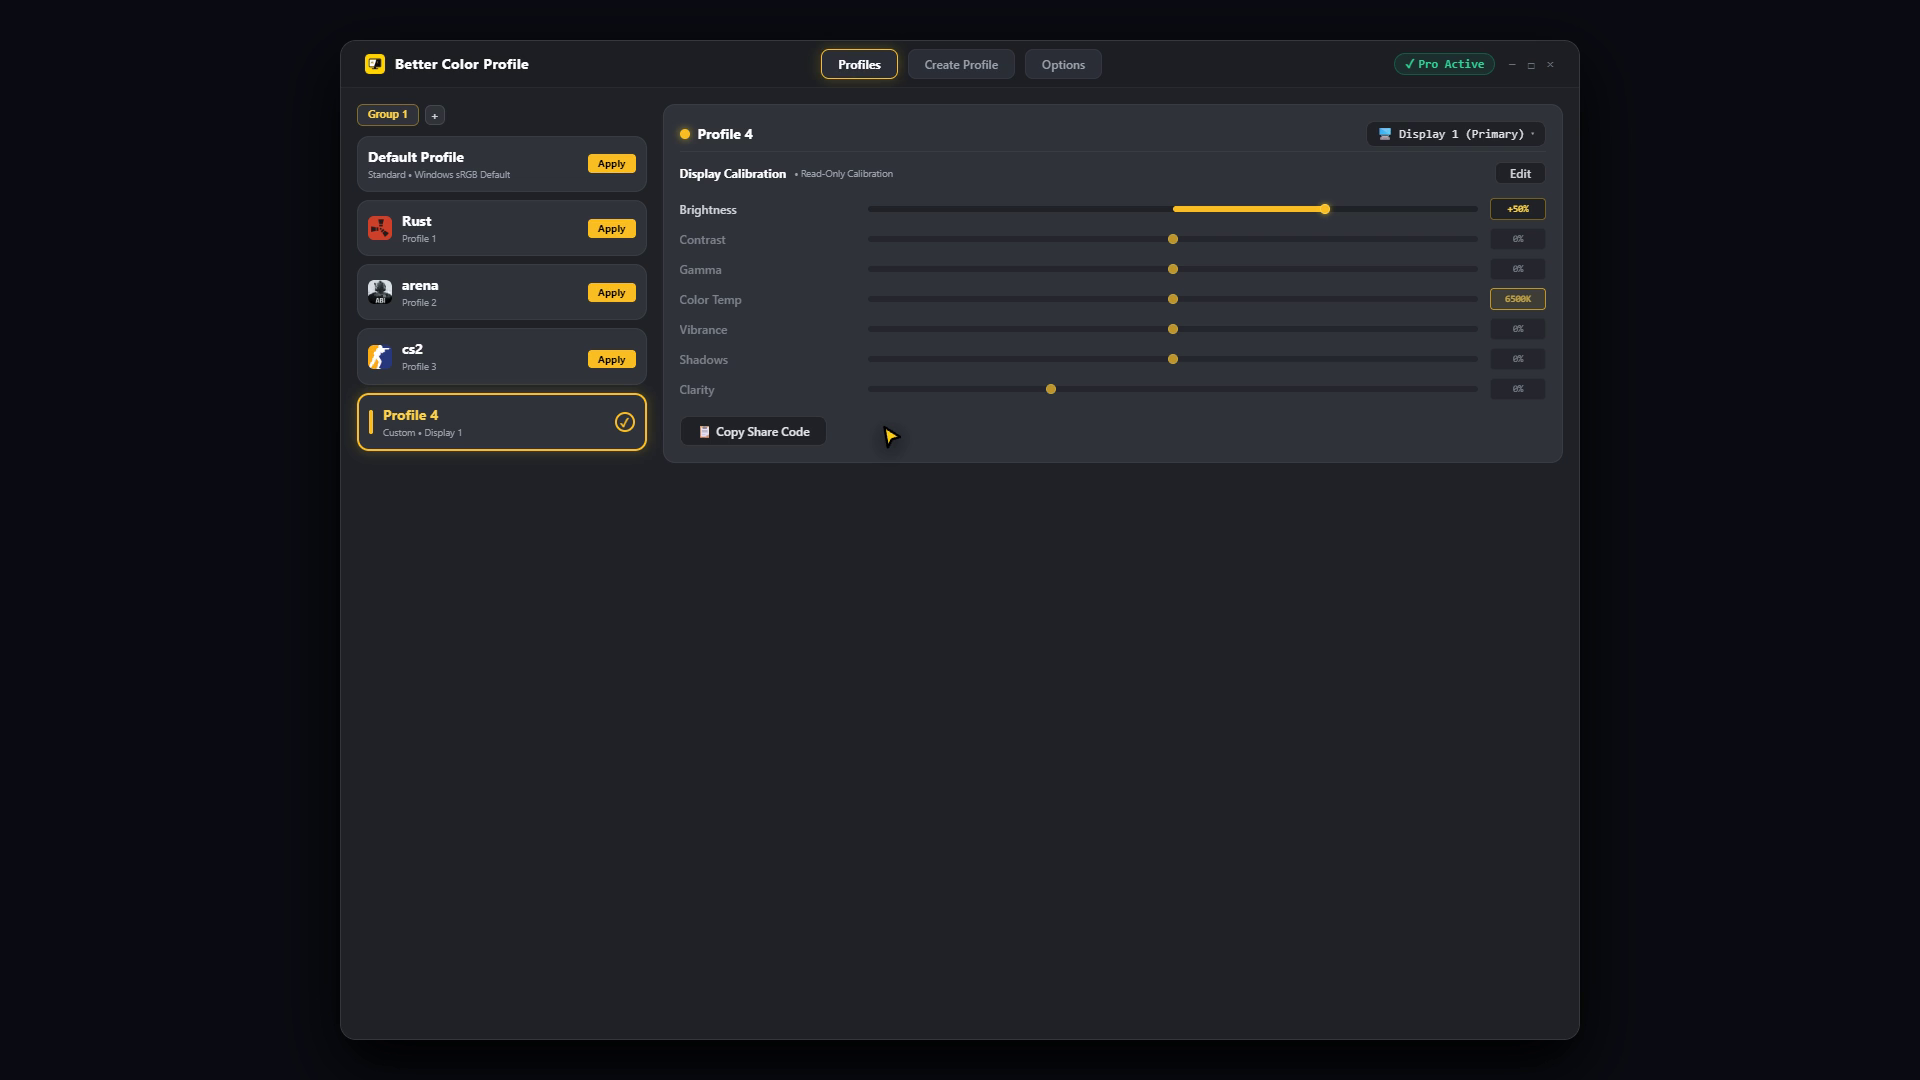 Better Color Profile
Profiles
Create Profile
Options
✓ Pro Active
Group 1
+
Default Profile
Standard • Windows sRGB Default
Apply
Rust
Profile 1
Apply
arena
Profile 2
Apply
ABI
cs2
Profile 3
Apply
Profile 4
Custom • Display 1
Profile 4
Display 1 (Primary)
Display Calibration • Read-Only Calibration
Edit
Brightness
+50%
Contrast
0%
Gamma
0%
Color Temp
6500K
Vibrance
0%
Shadows
0%
Clarity
0%
Copy Share Code